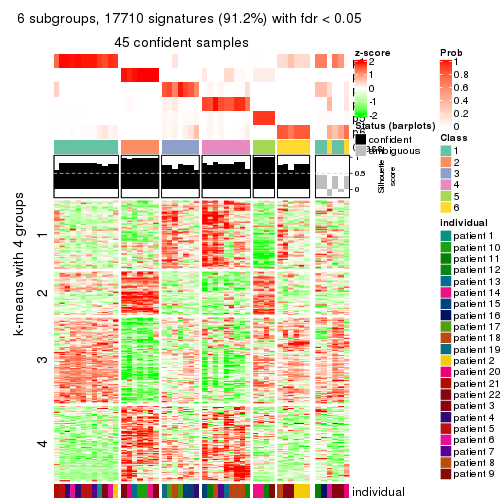 6 subgroups, 17710 signatures (91.2%) with fdr < 0.05
45 confident samples
z-score
2
1
0
-1
-2
Status (barplots)
confident
ambiguous
1
0.5
0
Silhouette
score
k-means with 4 groups
1
2
3
4
individual
Prob
1
0.8
0.6
0.4
0.2
0
Class
1
2
3
4
5
6
individual
patient 1
patient 10
patient 11
patient 12
patient 13
patient 14
patient 15
patient 16
patient 17
patient 18
patient 19
patient 2
patient 20
patient 21
patient 22
patient 3
patient 4
patient 5
patient 6
patient 7
patient 8
patient 9